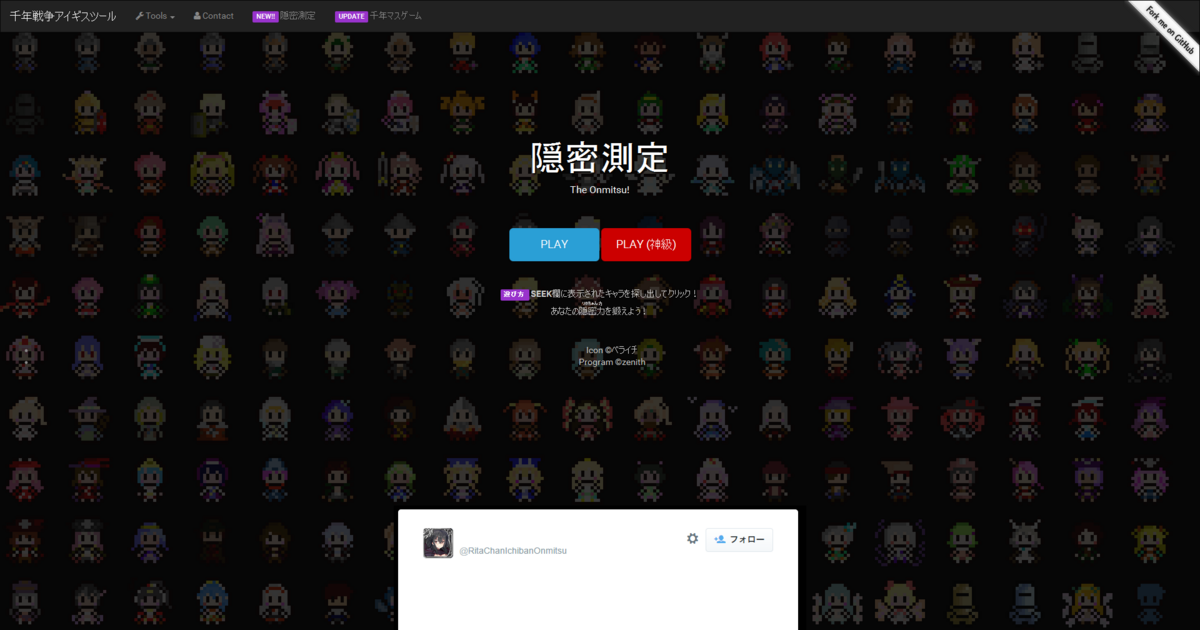 千年戦争アイギスツール Tools Contact NEW!! 隠密測定 UPDATE 千年マスゲーム
Fork me on GitHub
隠密測定
The Onmitsu!
PLAY PLAY (神級)
遊び方 SEEK欄に表示されたキャラを探し出してクリック！
あなたの隠密力を鍛えよう！
Icon ©ペライチ
Program ©zenith
@RitaChanIchibanOnmitsu フォロー